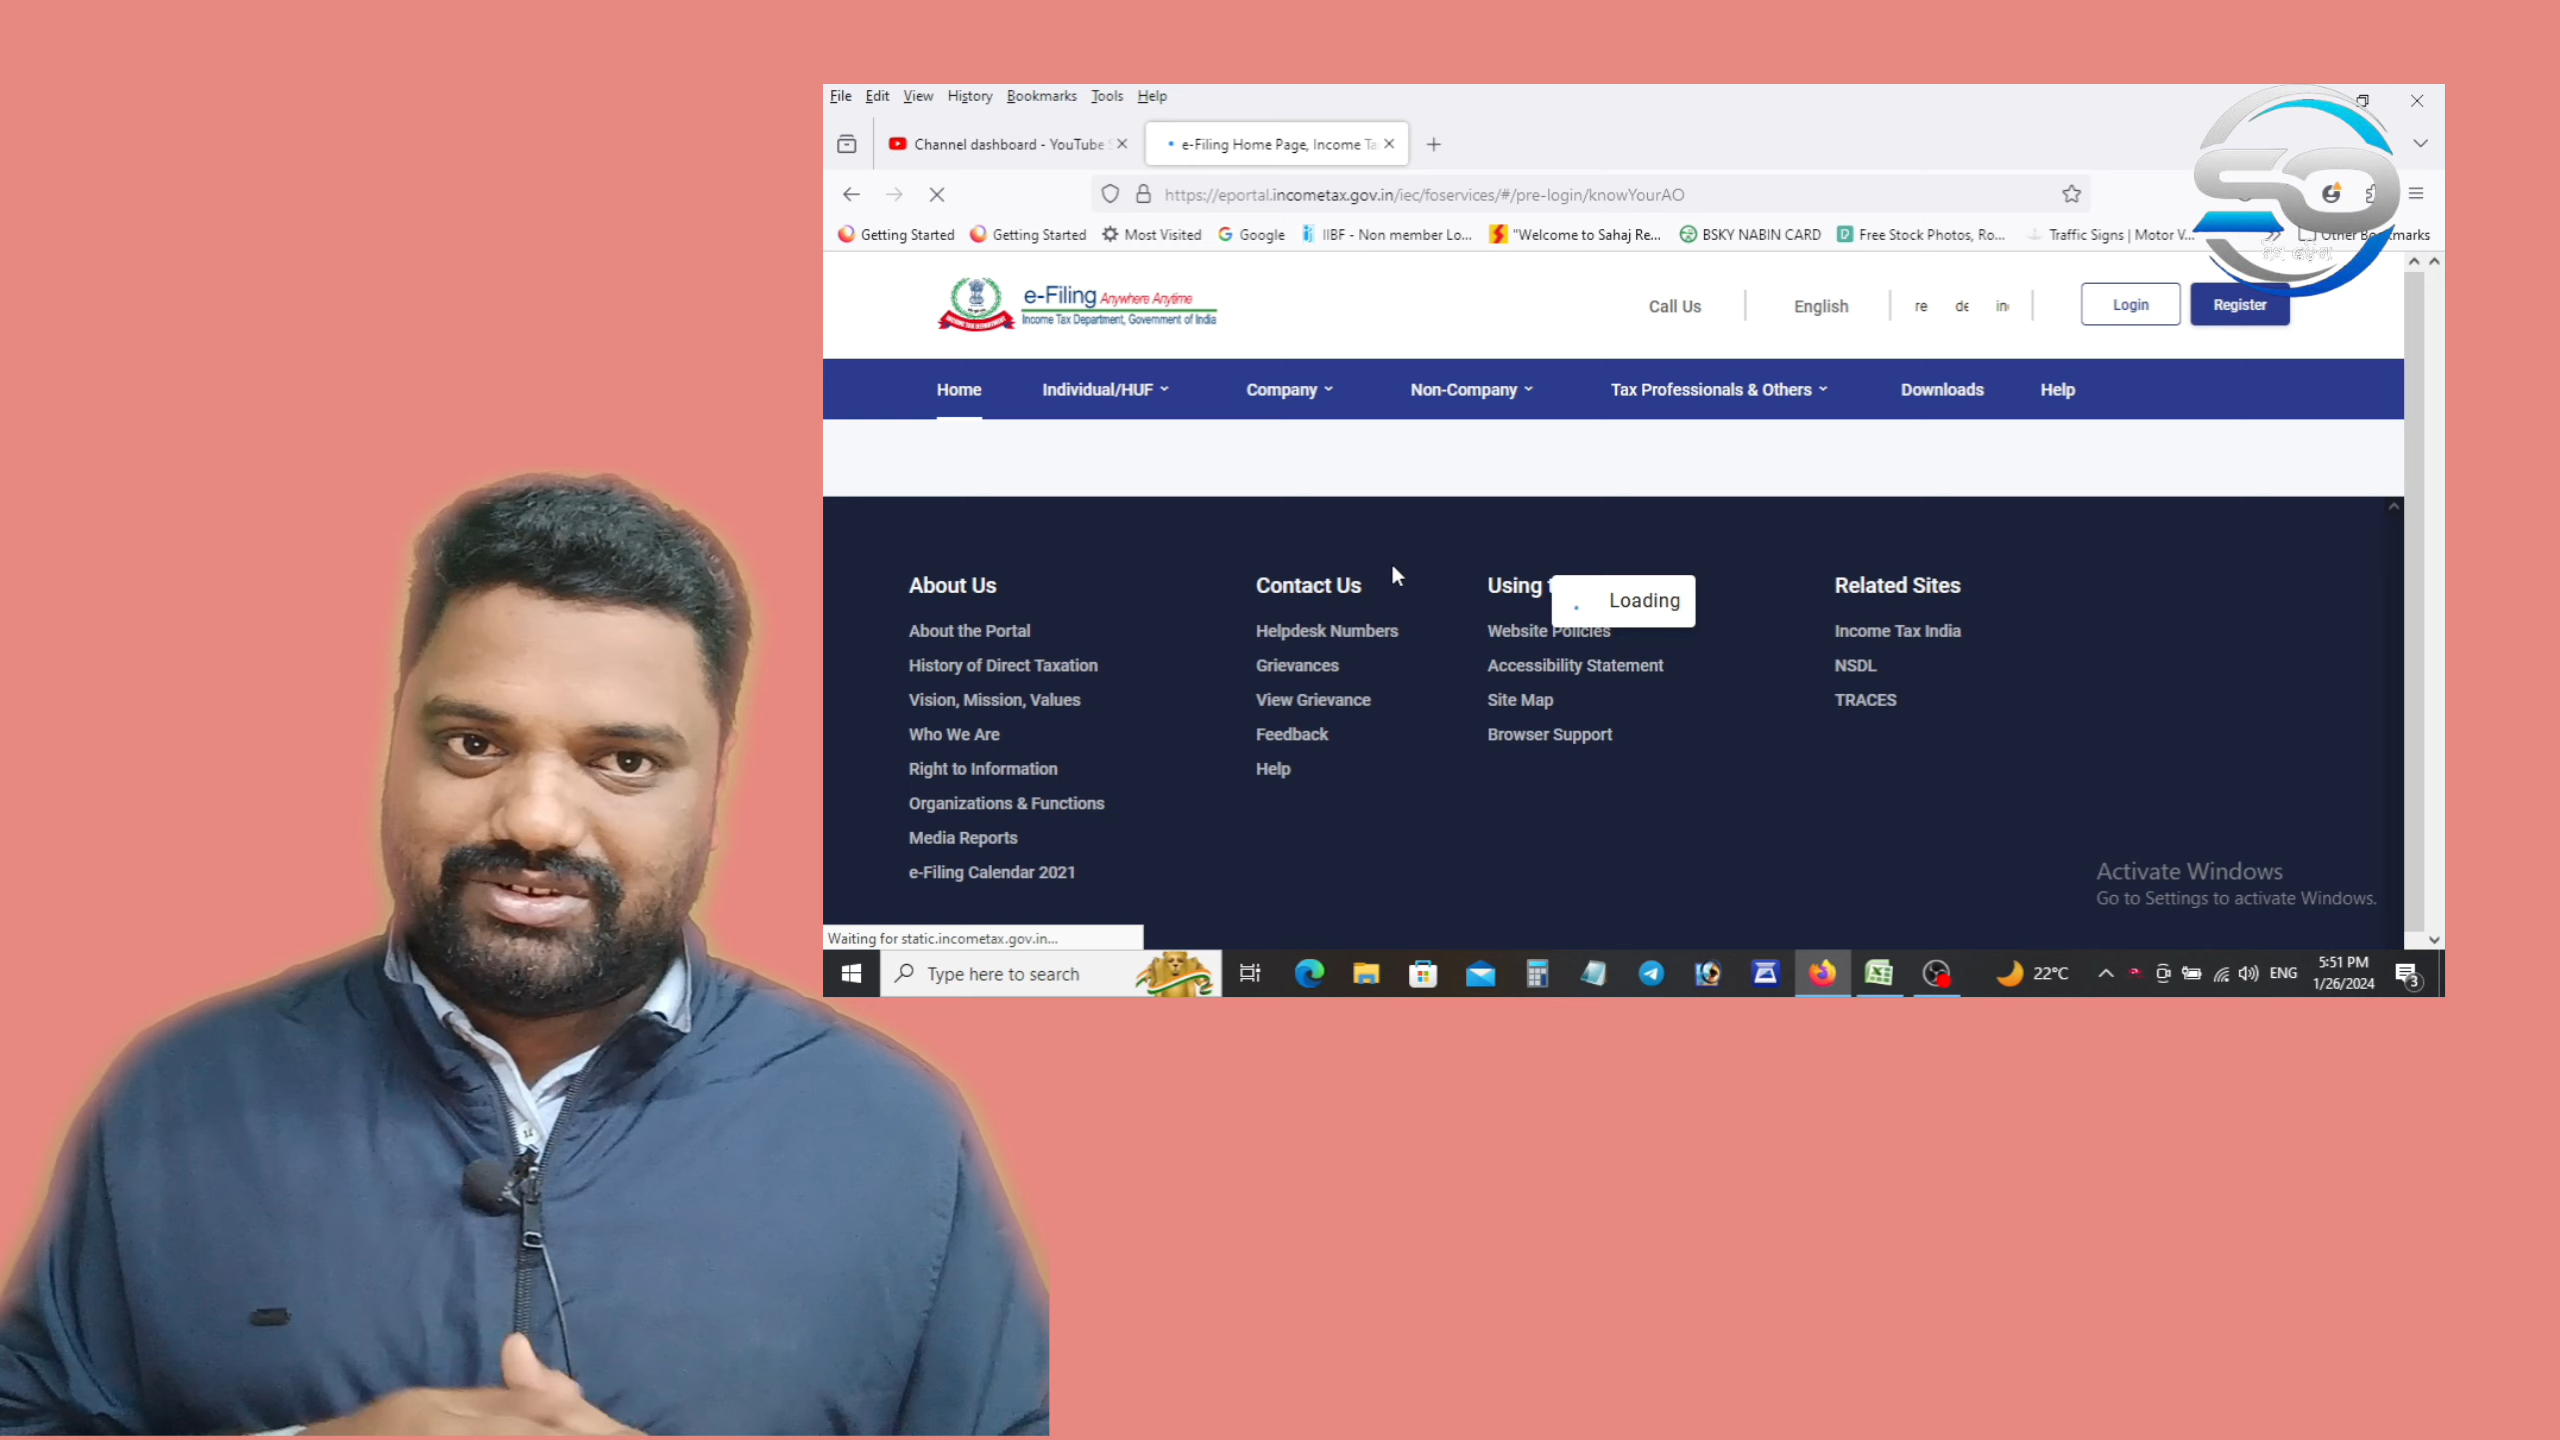 File Edit View History Bookmarks Tools Help
Channel dashboard - YouTube S
e-Filing Home Page, Income Ta
https://eportal.incometax.gov.in/iec/foservices/#/pre-login/knowYourAO
Getting Started Getting Started Most Visited Google IIBF - Non member Lo... "Welcome to Sahaj Re... BSKY NABIN CARD Free Stock Photos, Ro... Traffic Signs | Motor V...
SO
e-Filing Anywhere Anytime
Income Tax Department, Government of India
Call Us English re de in Login Register
Home Individual/HUF Company Non-Company Tax Professionals & Others Downloads Help
About Us
About the Portal
History of Direct Taxation
Vision, Mission, Values
Who We Are
Right to Information
Organizations & Functions
Media Reports
e-Filing Calendar 2021
Contact Us
Helpdesk Numbers
Grievances
View Grievance
Feedback
Help
Using
Loading
Website Policies
Accessibility Statement
Site Map
Browser Support
Related Sites
Income Tax India
NSDL
TRACES
Activate Windows
Go to Settings to activate Windows.
Waiting for static.incometax.gov.in...
Type here to search
22°C ENG
5:51 PM
1/26/2024
3